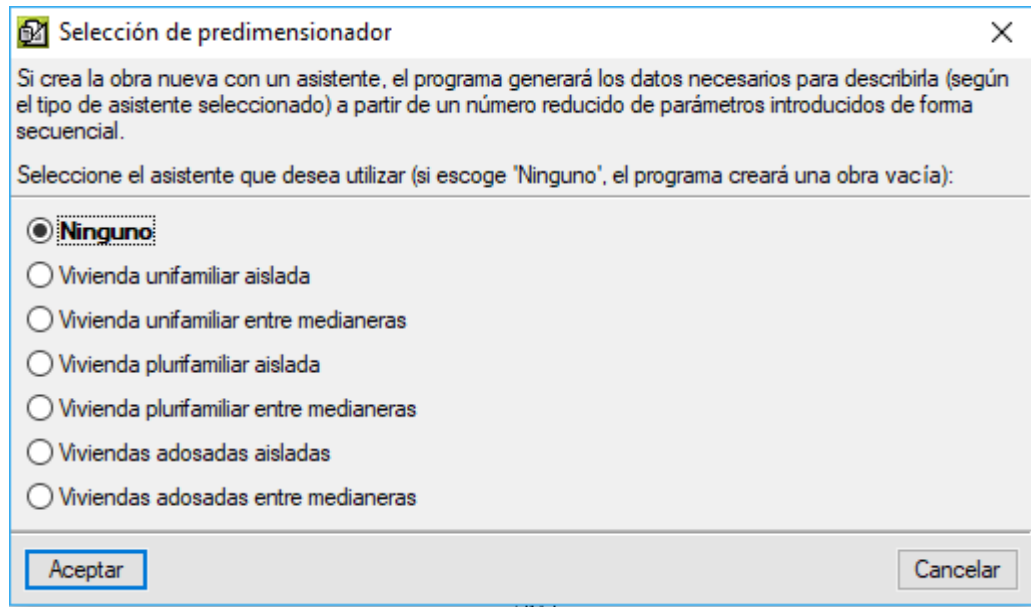 Selección de predimensionador
Si crea la obra nueva con un asistente, el programa generará los datos necesarios para describirla (según
el tipo de asistente seleccionado) a partir de un número reducido de parámetros introducidos de forma
secuencial.
Seleccione el asistente que desea utilizar (si escoge 'Ninguno', el programa creará una obra vacía):
Ninguno
Vivienda unifamiliar aislada
Vivienda unifamiliar entre medianeras
Vivienda plurifamiliar aislada
Vivienda plurifamiliar entre medianeras
Viviendas adosadas aisladas
Viviendas adosadas entre medianeras
Aceptar
Cancelar